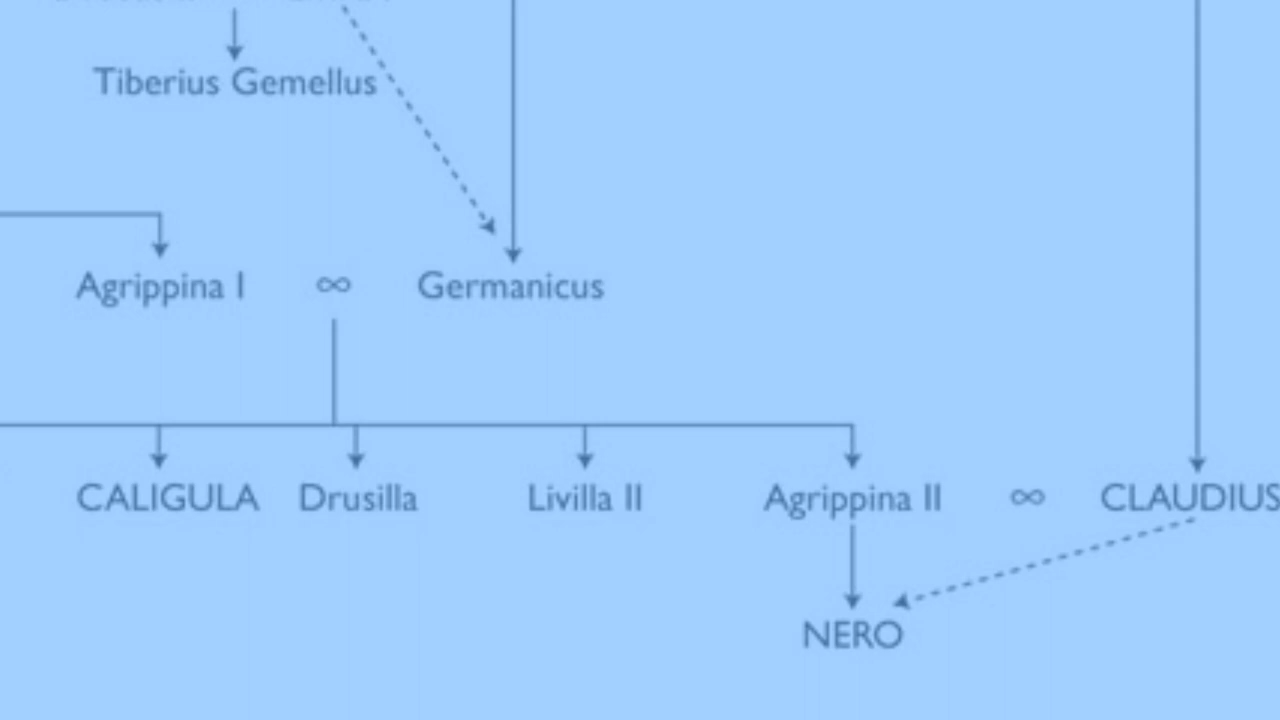 Tiberius Gemellus
Agrippina I ∞ Germanicus
CALIGULA Drusilla Livilla II Agrippina II ∞ CLAUDIUS
NERO